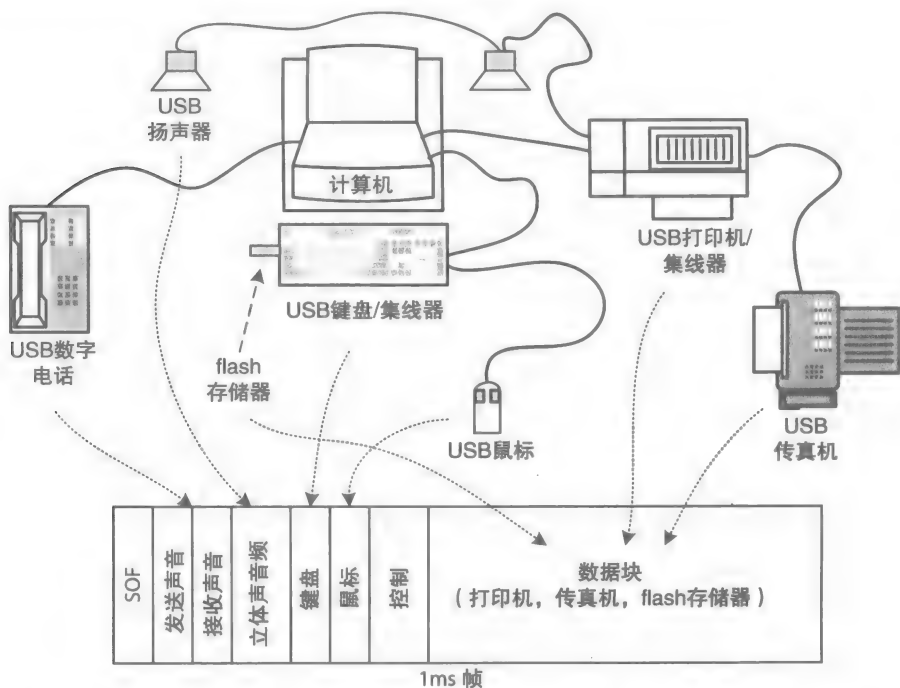 USB
扬声器
计算机
USB打印机/
集线器
USB键盘/集线器
USB数字
电话
flash
存储器
USB鼠标
USB
传真机
SOF
发送声音
接收声音
立体声音频
键盘
鼠标
控制
数据块
（打印机，传真机，flash存储器）
1ms 帧